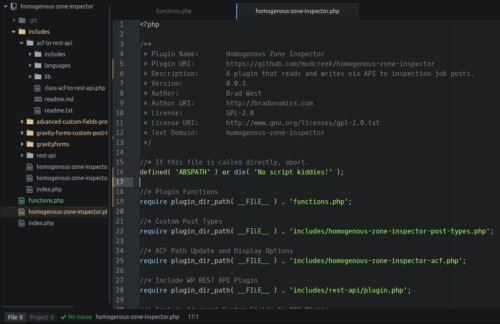 homogenous-zone-inspector
.git
includes
acf-to-rest-api
includes
languages
lib
class-acf-to-rest-api.php
readme.md
readme.txt
advanced-custom-fields-pro
gravity-forms-custom-post-t
gravityforms
rest-api
homogenous-zone-inspector
homogenous-zone-inspector
index.php
functions.php
homogenous-zone-inspector.p
index.php
File 0 Project 0 No Issues homogenous-zone-inspector.php 17:1
functions.php homogenous-zone-inspector.php
1 <?php
2
3 /**
4 * Plugin Name: Homogenous Zone Inspector
5 * Plugin URI: https://github.com/mudcreek/homogenous-zone-inspector
6 * Description: A plugin that reads and writes via API to inspection job posts.
7 * Version: 0.0.1
8 * Author: Brad West
9 * Author URI: http://bradonomics.com
10 * License: GPL-2.0
11 * License URI: http://www.gnu.org/licenses/gpl-2.0.txt
12 * Text Domain: homogenous-zone-inspector
13 */
14
15 //* If this file is called directly, abort.
16 defined( 'ABSPATH' ) or die( 'No script kiddies!' );
17
18 //* Plugin Functions
19 require plugin_dir_path( __FILE__ ) . 'functions.php';
20
21 //* Custom Post Types
22 require plugin_dir_path( __FILE__ ) . 'includes/homogenous-zone-inspector-post-types.php';
23
24 //* ACF Path Update and Display Options
25 require plugin_dir_path( __FILE__ ) . 'includes/homogenous-zone-inspector-acf.php';
26
27 //* Include WP REST API Plugin
28 require plugin_dir_path( __FILE__ ) . 'includes/rest-api/plugin.php';
29